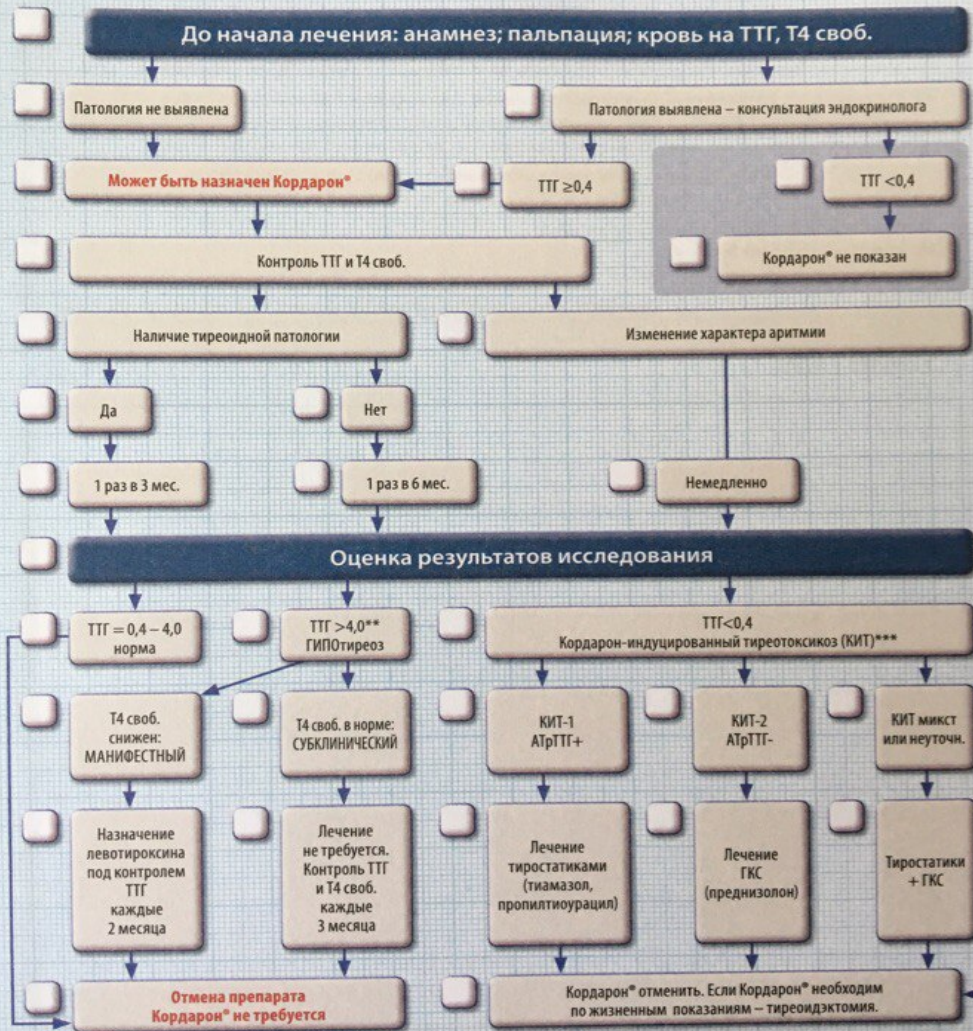 До начала лечения: анамнез; пальпация; кровь на ТТГ, Т4 своб.
Патология не выявлена
Патология выявлена – консультация эндокринолога
Может быть назначен Кордарон®
ТТГ ≥0,4
ТТГ <0,4
Контроль ТТГ и Т4 своб.
Кордарон® не показан
Наличие тиреоидной патологии
Изменение характера аритмии
Да
Нет
1 раз в 3 мес.
1 раз в 6 мес.
Немедленно
Оценка результатов исследования
ТТГ = 0,4 – 4,0
норма
ТТГ >4,0**
ГИПОтиреоз
ТТГ<0,4
Кордарон-индуцированный тиреотоксикоз (КИТ)***
Т4 своб.
снижен:
МАНИФЕСТНЫЙ
Т4 своб. в норме:
СУБКЛИНИЧЕСКИЙ
КИТ-1
АТрТТГ+
КИТ-2
АТрТТГ-
КИТ микст
или неуточн.
Назначение
левотироксина
под контролем
ТТГ
каждые
2 месяца
Лечение
не требуется.
Контроль ТТГ
и Т4 своб.
каждые
3 месяца
Лечение
тиростатиками
(тиамазол,
пропилтиоурацил)
Лечение
ГКС
(преднизолон)
Тиростатики
+ ГКС
Отмена препарата
Кордарон® не требуется
Кордарон® отменить. Если Кордарон® необходим
по жизненным показаниям – тиреоидэктомия.